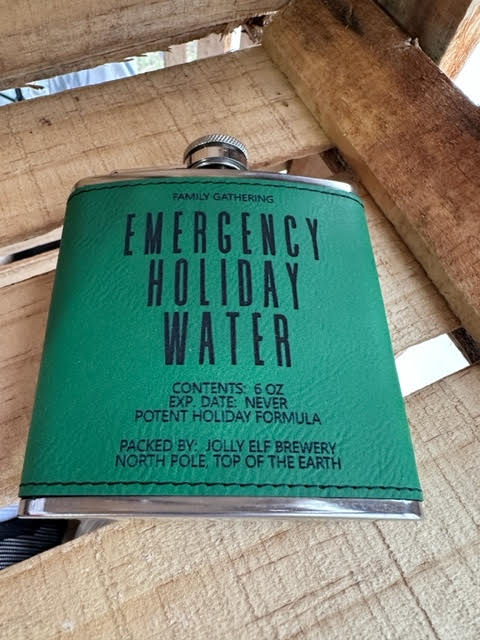 FAMILY GATHERING
EMERGENCY
HOLIDAY
WATER
CONTENTS: 6 OZ
EXP. DATE: NEVER
POTENT HOLIDAY FORMULA
PACKED BY: JOLLY ELF BREWERY
NORTH POLE, TOP OF THE EARTH